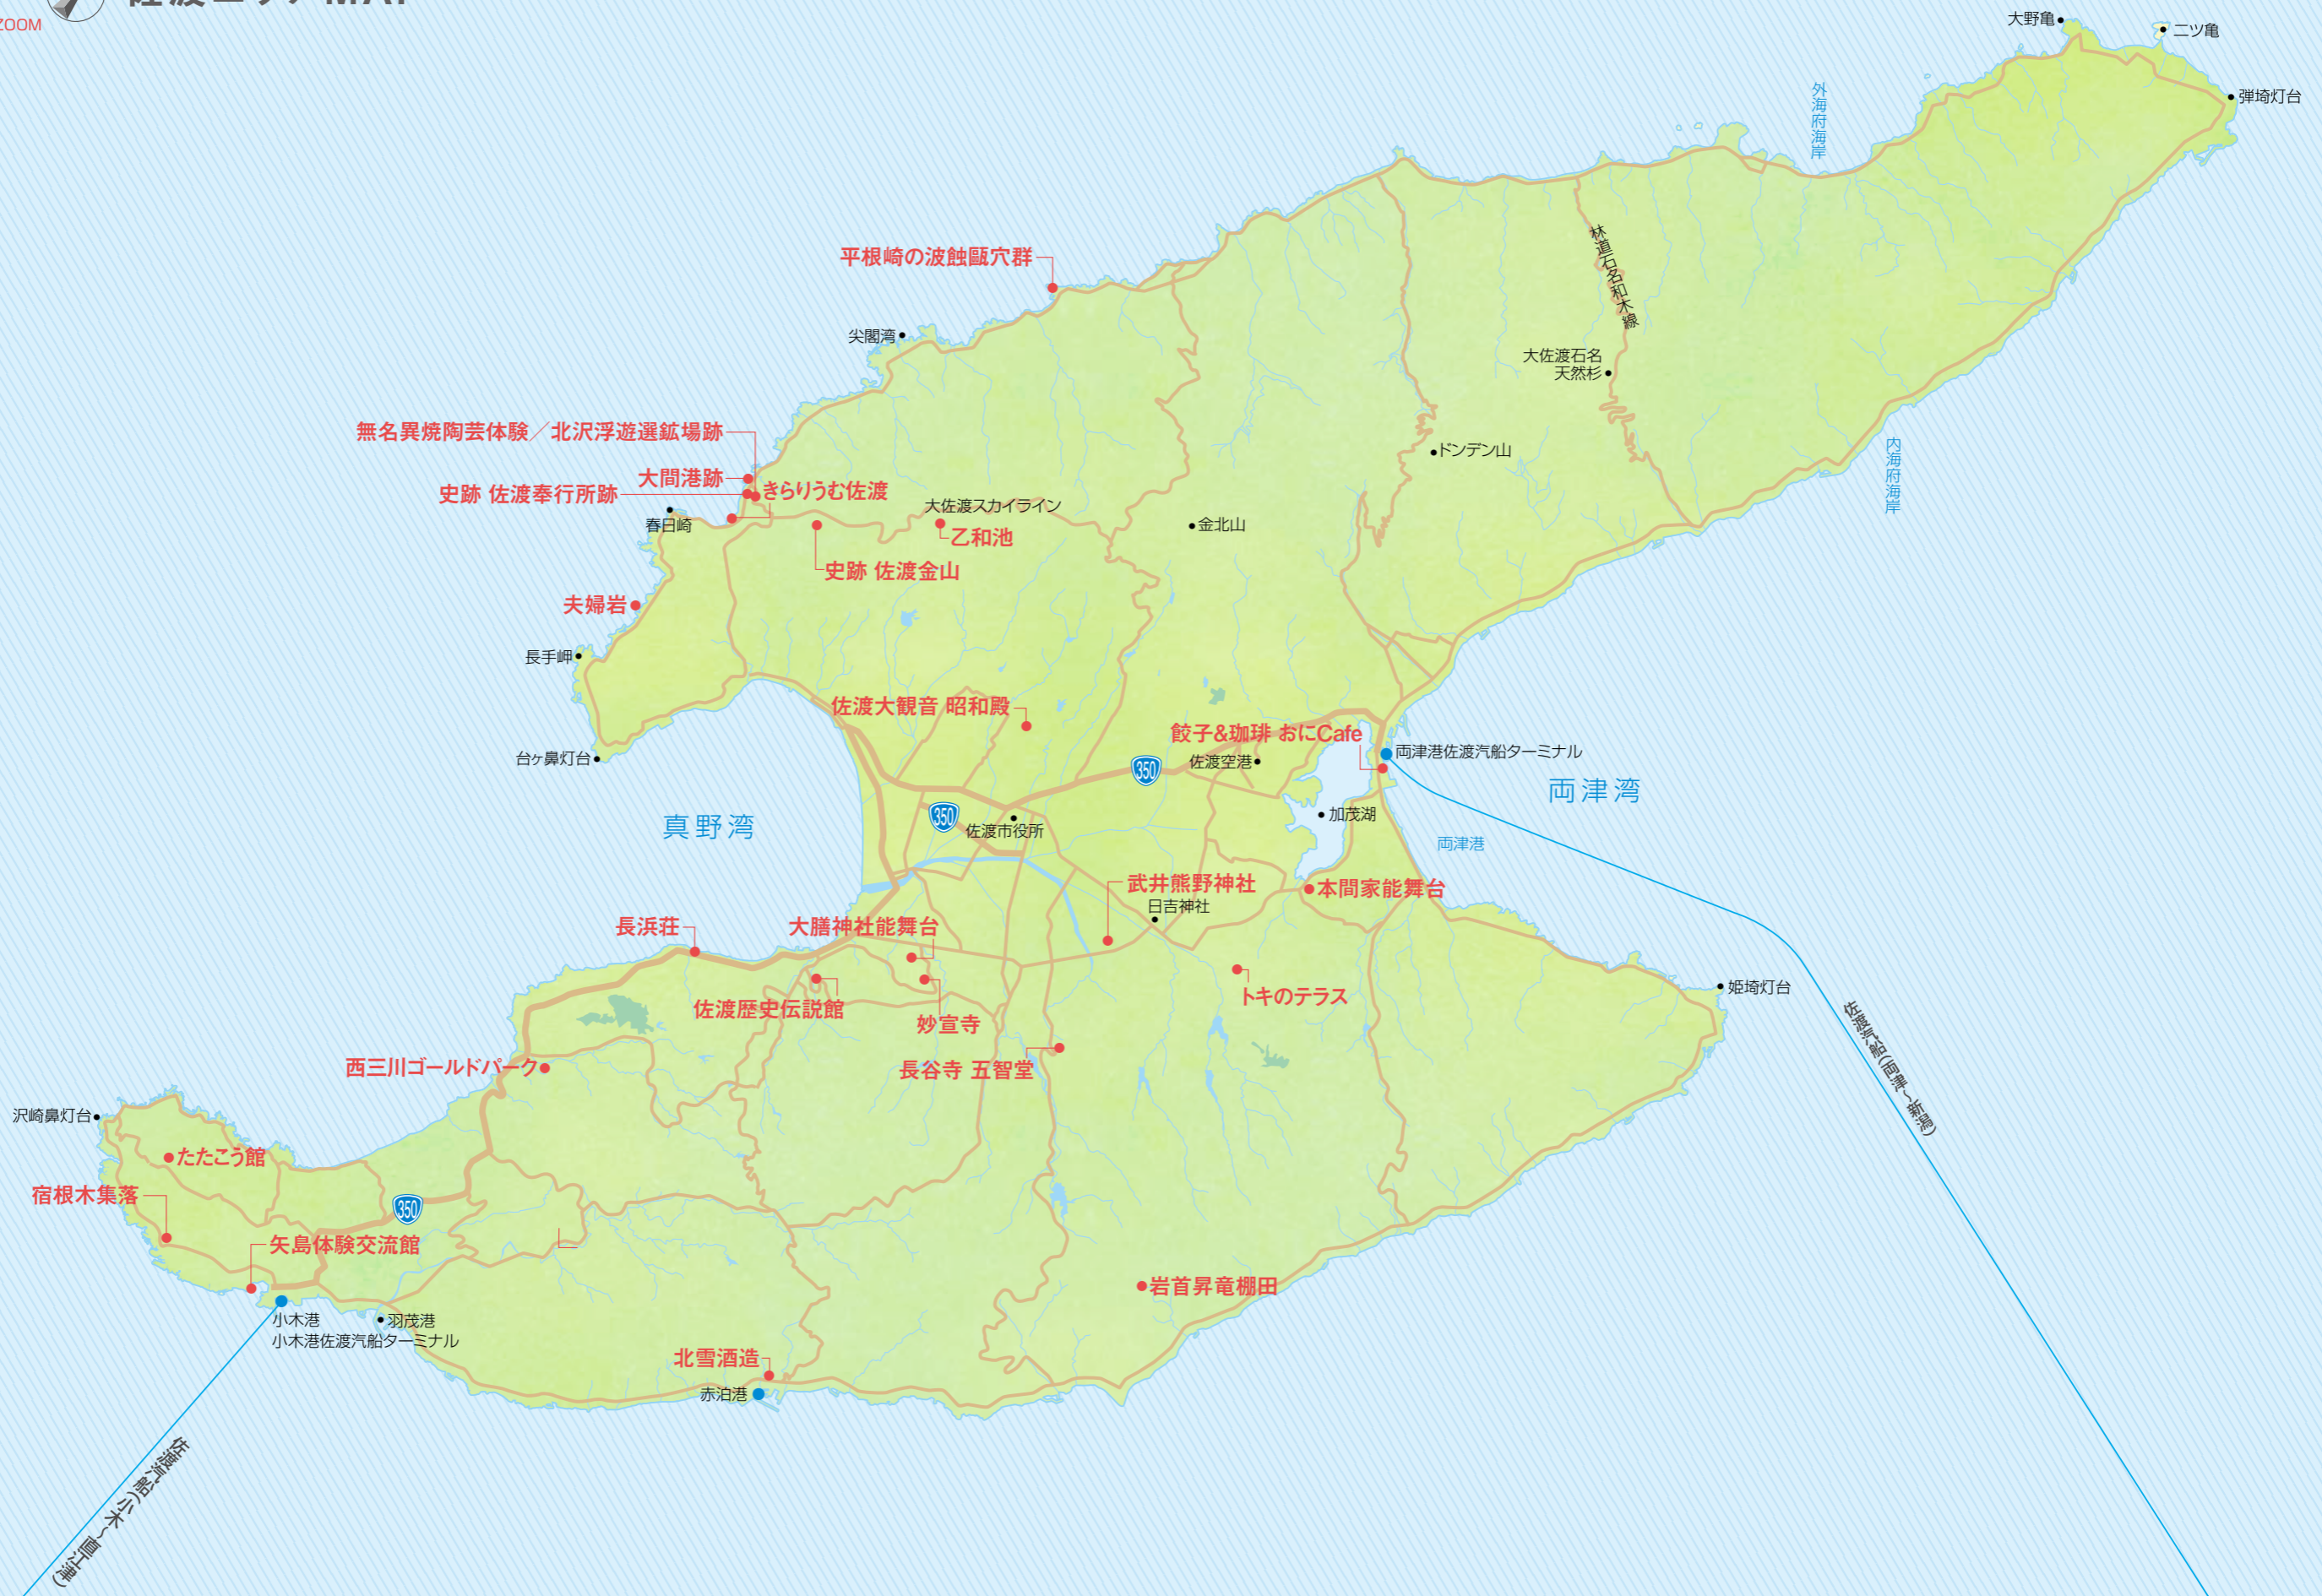 ZOOM
佐渡エリアMAP
大野亀
二ツ亀
弾埼灯台
外海府海岸
林道石名和木線
平根崎の波蝕甌穴群
尖閣湾
大佐渡石名
天然杉
ドンデン山
内海府海岸
無名異焼陶芸体験／北沢浮遊選鉱場跡
大間港跡
史跡 佐渡奉行所跡
きらりうむ佐渡
春日崎
大佐渡スカイライン
乙和池
金北山
史跡 佐渡金山
夫婦岩
長手岬
台ヶ鼻灯台
佐渡大観音 昭和殿
餃子&珈琲 おにCafe
佐渡空港
両津港佐渡汽船ターミナル
両津湾
350
350
加茂湖
真野湾
佐渡市役所
両津港
武井熊野神社
日吉神社
本間家能舞台
長浜荘
大膳神社能舞台
佐渡歴史伝説館
妙宣寺
トキのテラス
姫埼灯台
佐渡汽船(両津〜新潟)
長谷寺 五智堂
西三川ゴールドパーク
沢崎鼻灯台
たたこう館
宿根木集落
350
矢島体験交流館
小木港
小木港佐渡汽船ターミナル
羽茂港
岩首昇竜棚田
北雪酒造
赤泊港
佐渡汽船(小木〜直江津)